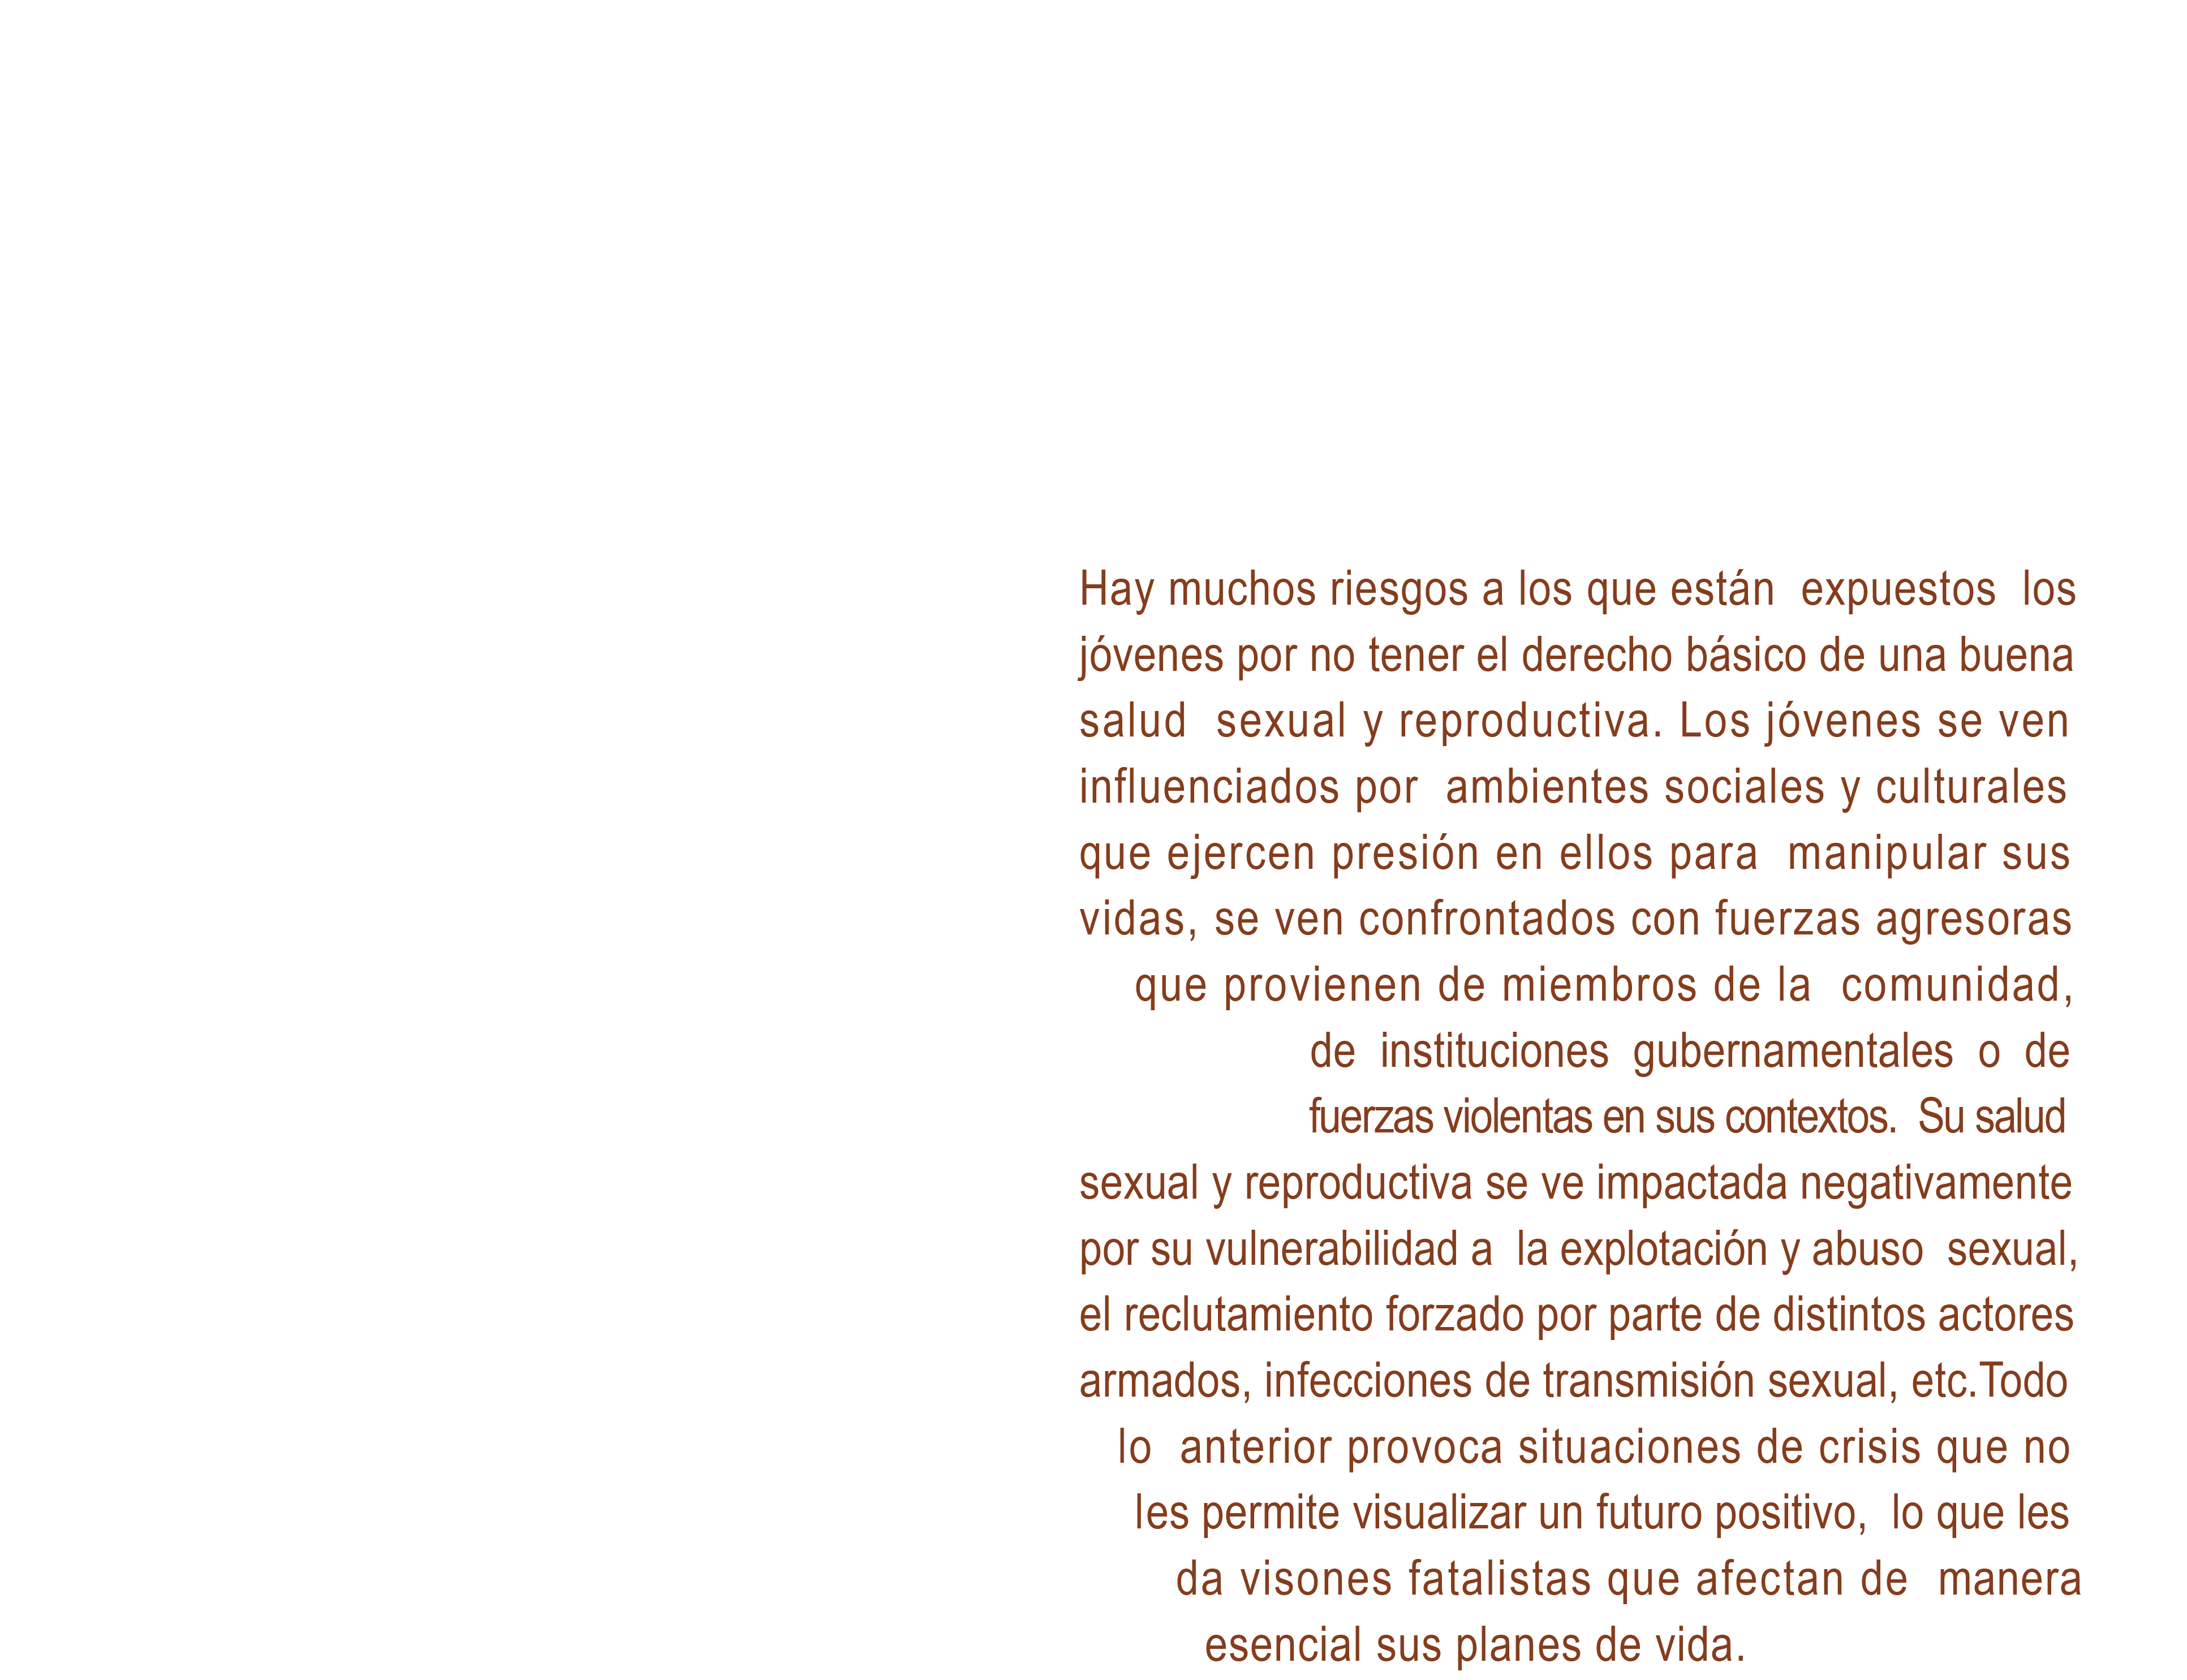 Hay muchos riesgos a los que están expuestos los
jóvenes por no tener el derecho básico de una buena
salud sexual y reproductiva. Los jóvenes se ven
influenciados por ambientes sociales y culturales
que ejercen presión en ellos para manipular sus
vidas, se ven confrontados con fuerzas agresoras
que provienen de miembros de la comunidad,
de instituciones gubernamentales o de
fuerzas violentas en sus contextos. Su salud
sexual y reproductiva se ve impactada negativamente
por su vulnerabilidad a la explotación y abuso sexual,
el reclutamiento forzado por parte de distintos actores
armados, infecciones de transmisión sexual, etc.Todo
lo anterior provoca situaciones de crisis que no
les permite visualizar un futuro positivo, lo que les
da visones fatalistas que afectan de manera
esencial sus planes de vida.